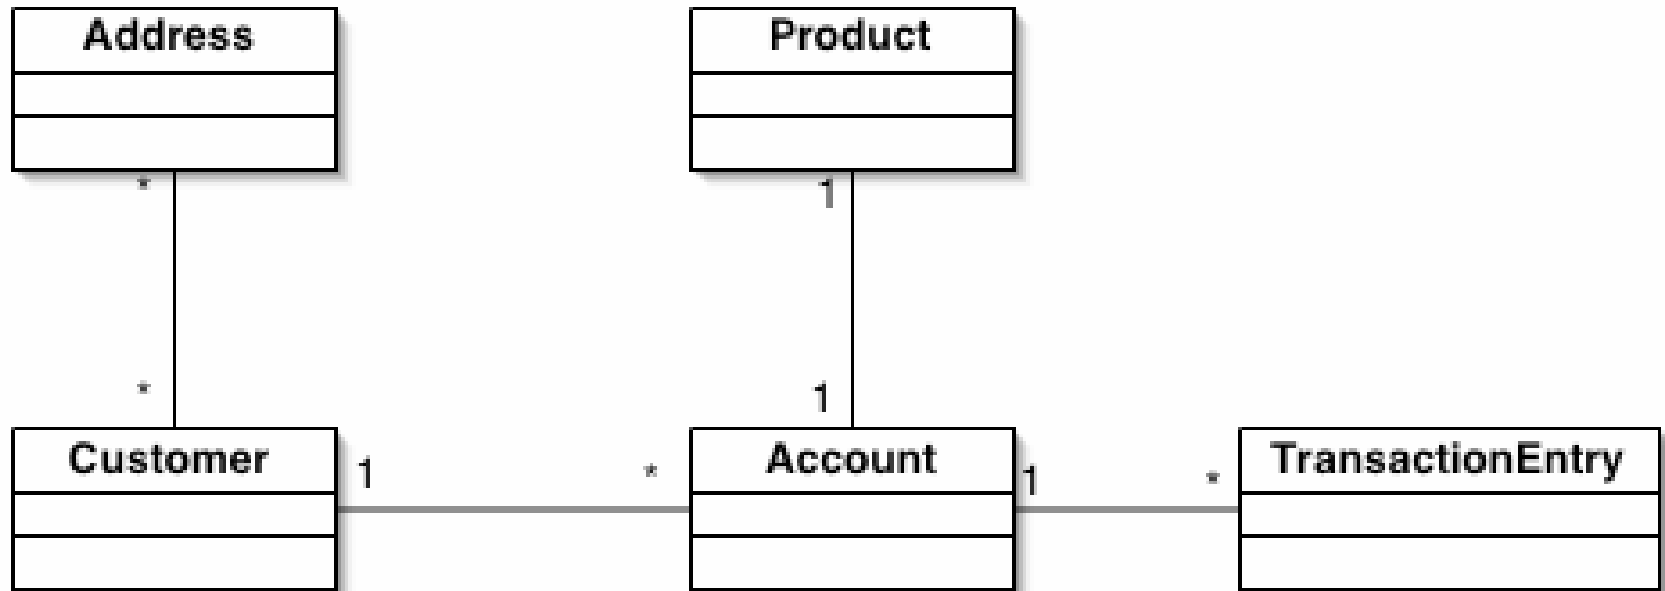 Address
Product
*
1
*
1
Customer
1
*
Account
1
*
TransactionEntry